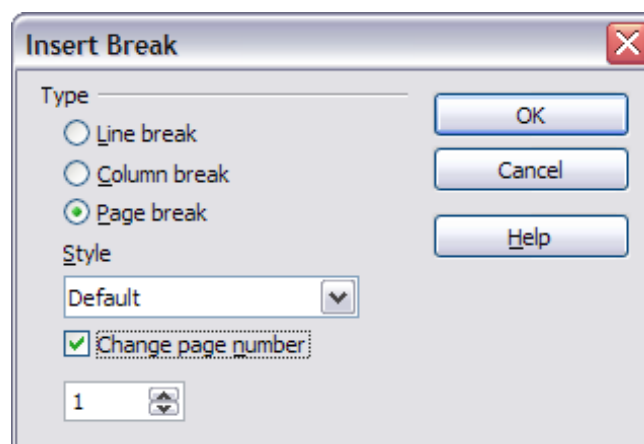 Insert Break
Type
Line break
Column break
Page break
Style
Default
Change page number
1
OK
Cancel
Help